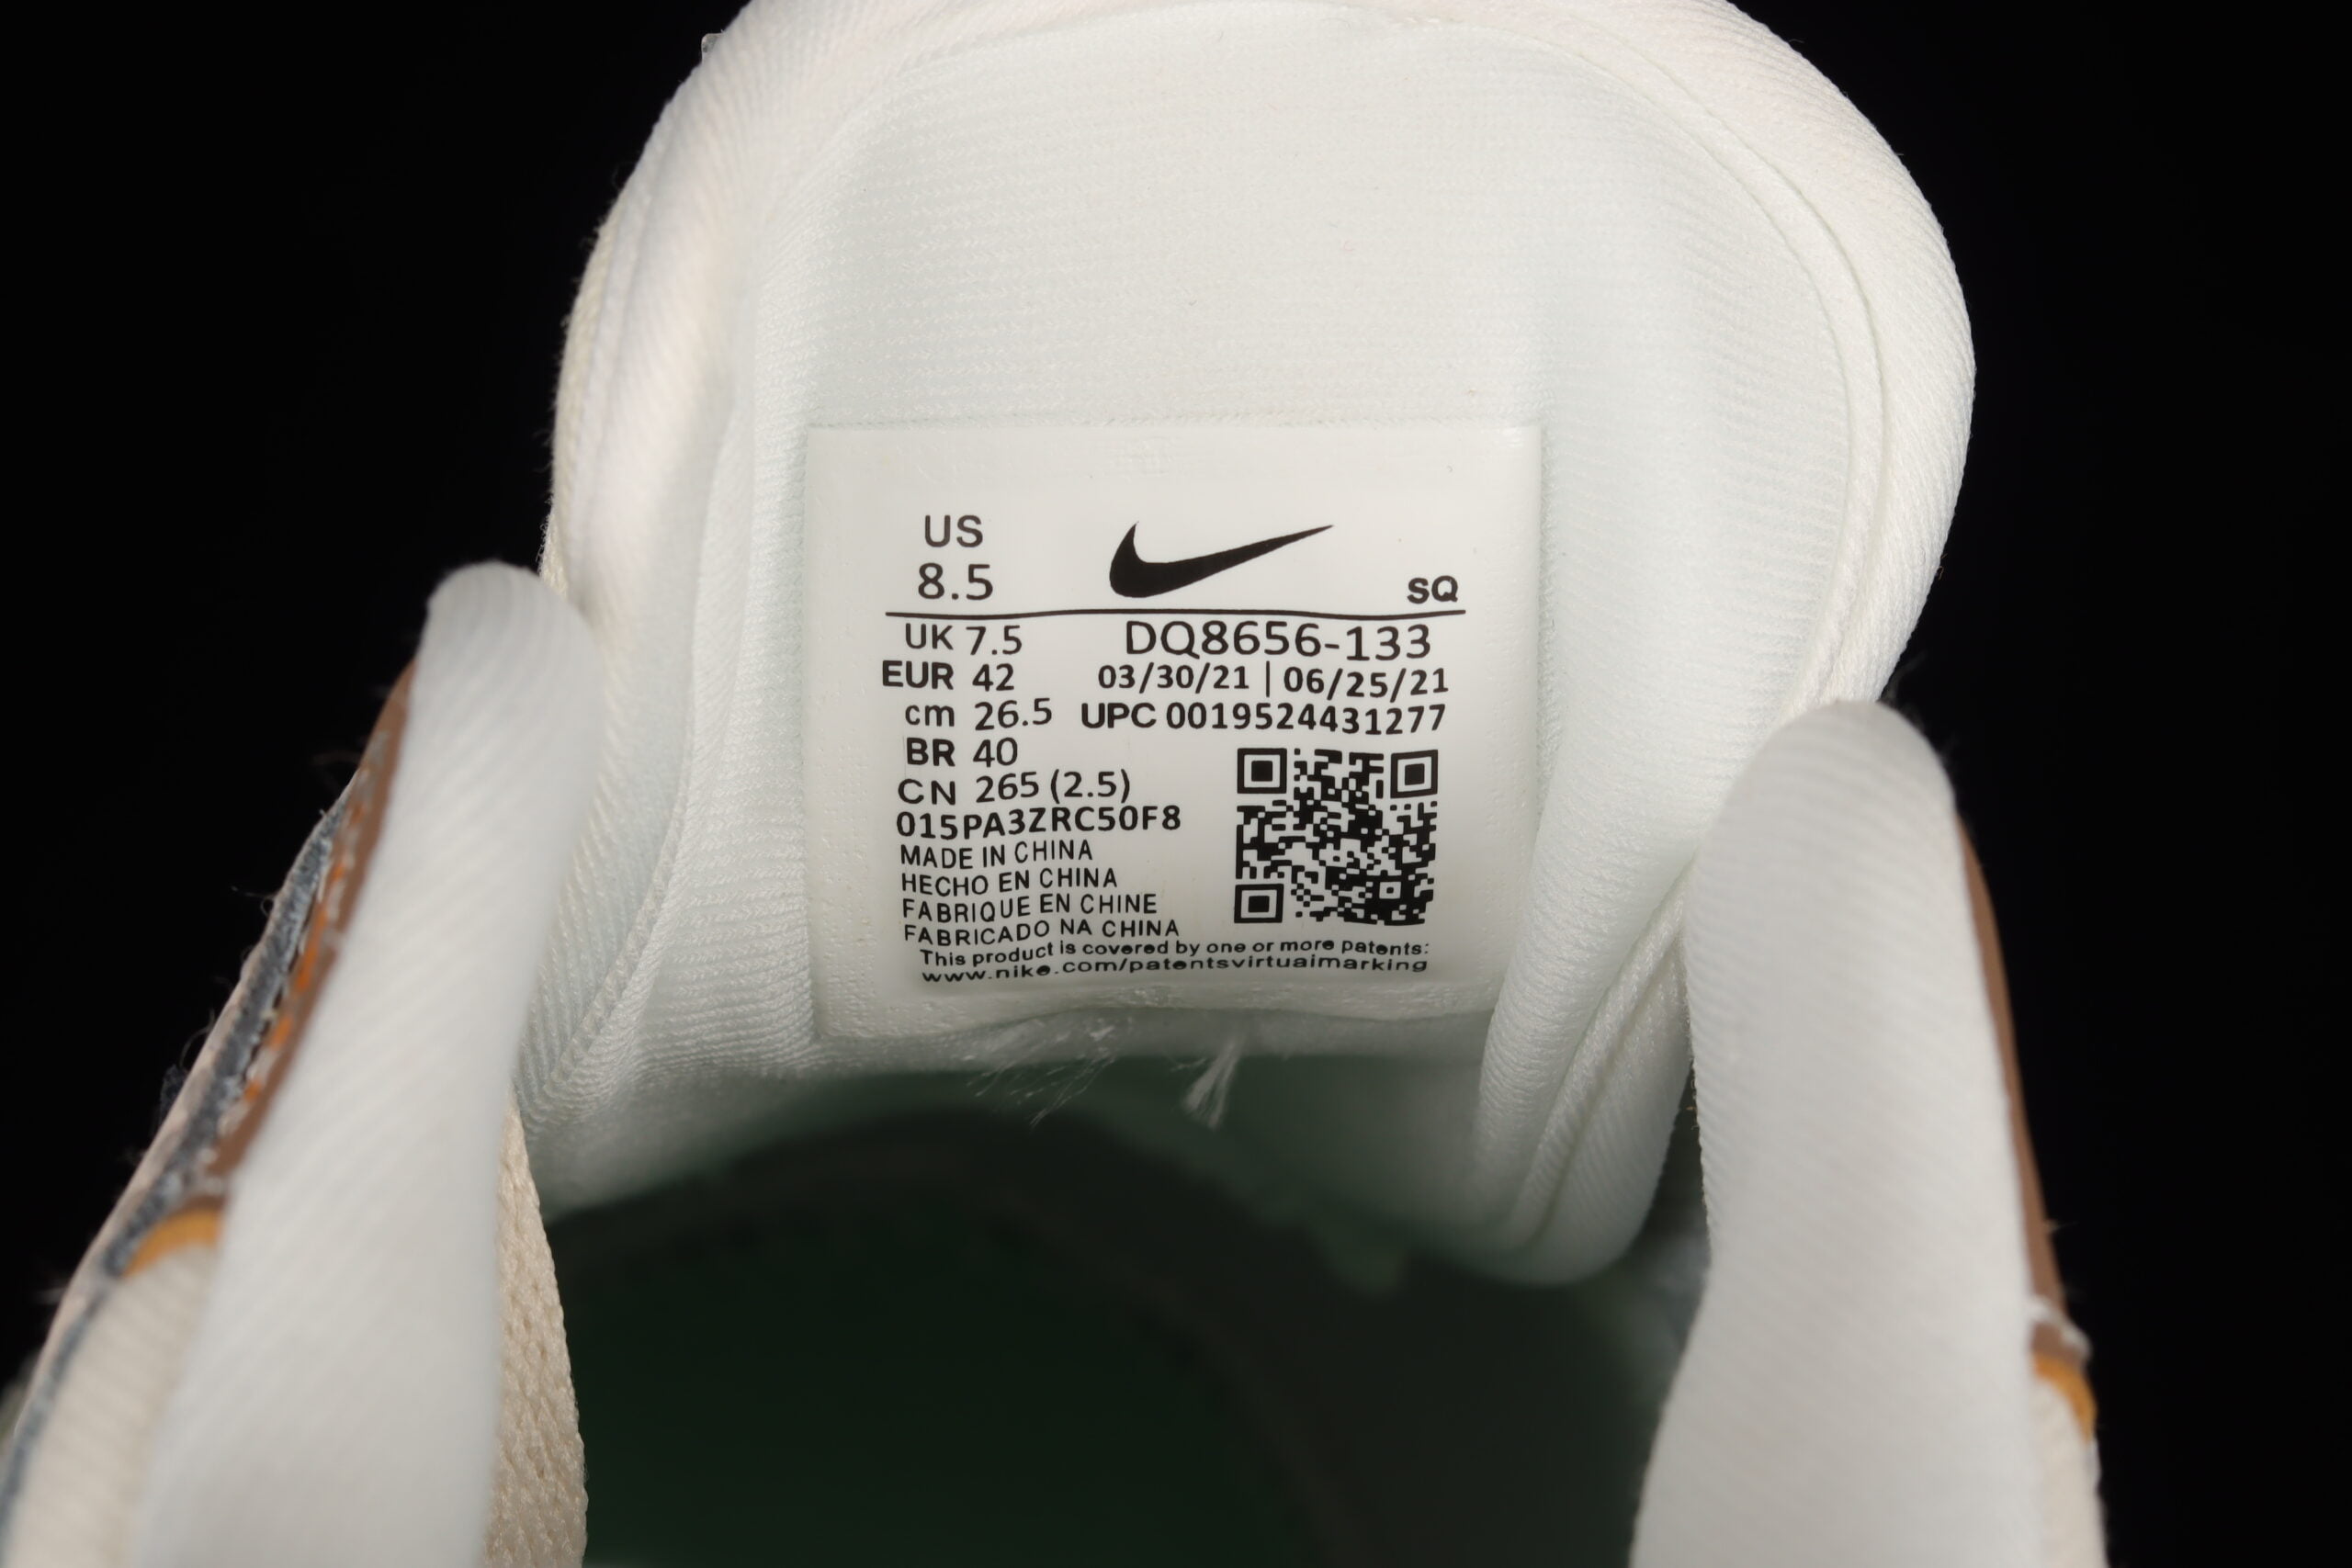 US
8.5
SQ
UK 7.5 DQ8656-133
EUR 42 03/30/21 | 06/25/21
cm 26.5 UPC 0019524431277
BR 40
CN 265 (2.5)
015PA3ZRC50F8
MADE IN CHINA
HECHO EN CHINA
FABRIQUE EN CHINE
FABRICADO NA CHINA
This product is covered by one or more patents:
www.nike.com/patentsvirtuaimarking